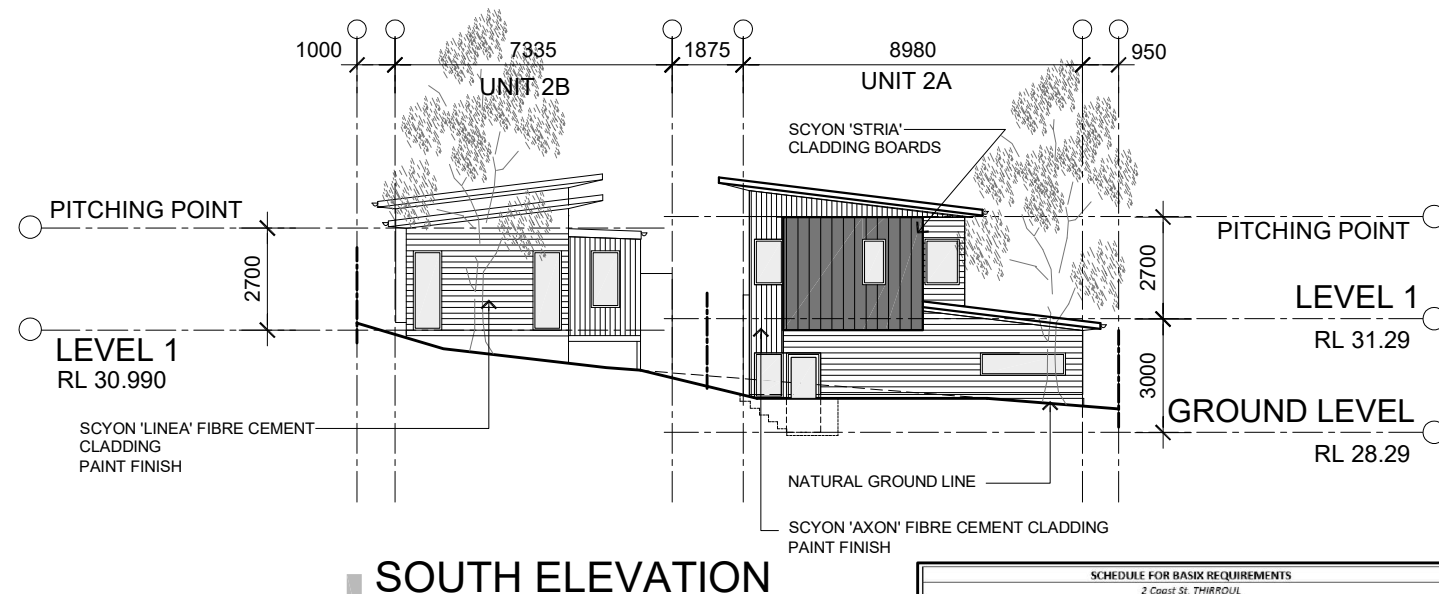 1000 7335 1875 8980 950
UNIT 2B UNIT 2A
SCYON 'STRIA'
CLADDING BOARDS
PITCHING POINT
PITCHING POINT
2700
2700
LEVEL 1
RL 31.29
LEVEL 1
RL 30.990
3000
GROUND LEVEL
RL 28.29
SCYON 'LINEA' FIBRE CEMENT
CLADDING
PAINT FINISH
NATURAL GROUND LINE
SCYON 'AXON' FIBRE CEMENT CLADDING
PAINT FINISH
SOUTH ELEVATION
SCHEDULE FOR BASIX REQUIREMENTS
2 Coast St. THIRROUL